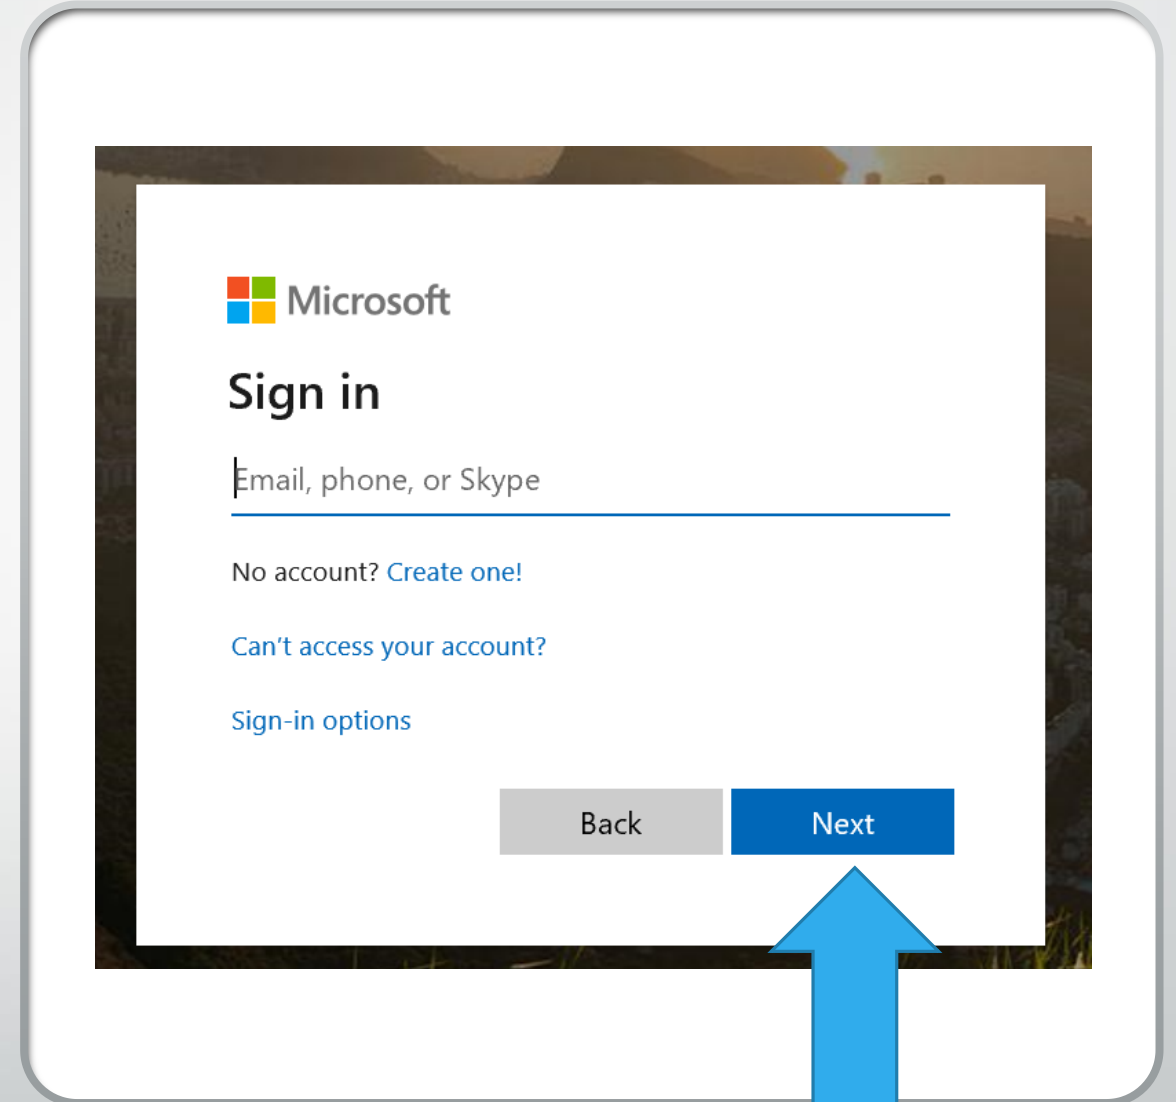 Microsoft
Sign in
Email, phone, or Skype
No account? Create one!
Can't access your account?
Sign-in options
Back Next